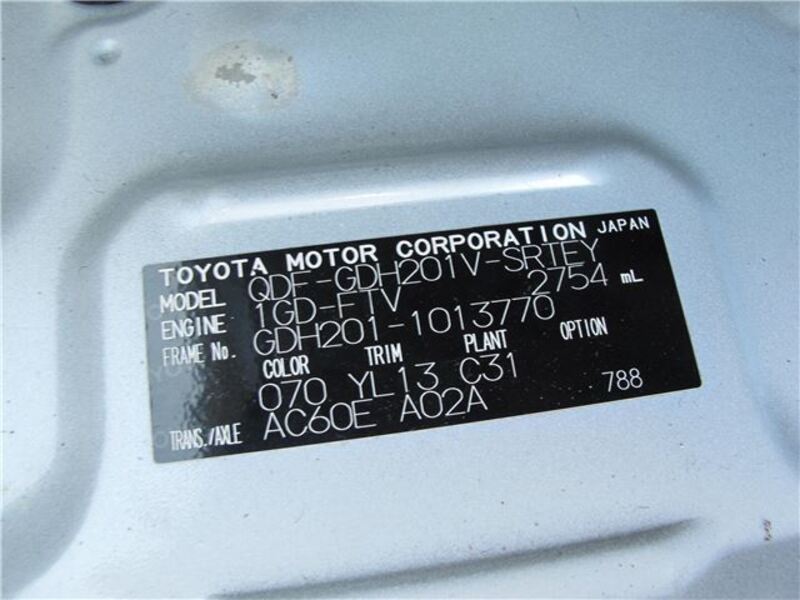 TOYOTA MOTOR CORPORATION JAPAN
MODEL QDF-GDH201V-SRTEY
ENGINE 1GD-FTV 2754 mL
FRAME No. GDH201-1013770
COLOR TRIM PLANT OPTION
070 YL13 C31
TRANS./AXLE AC60E A02A 788